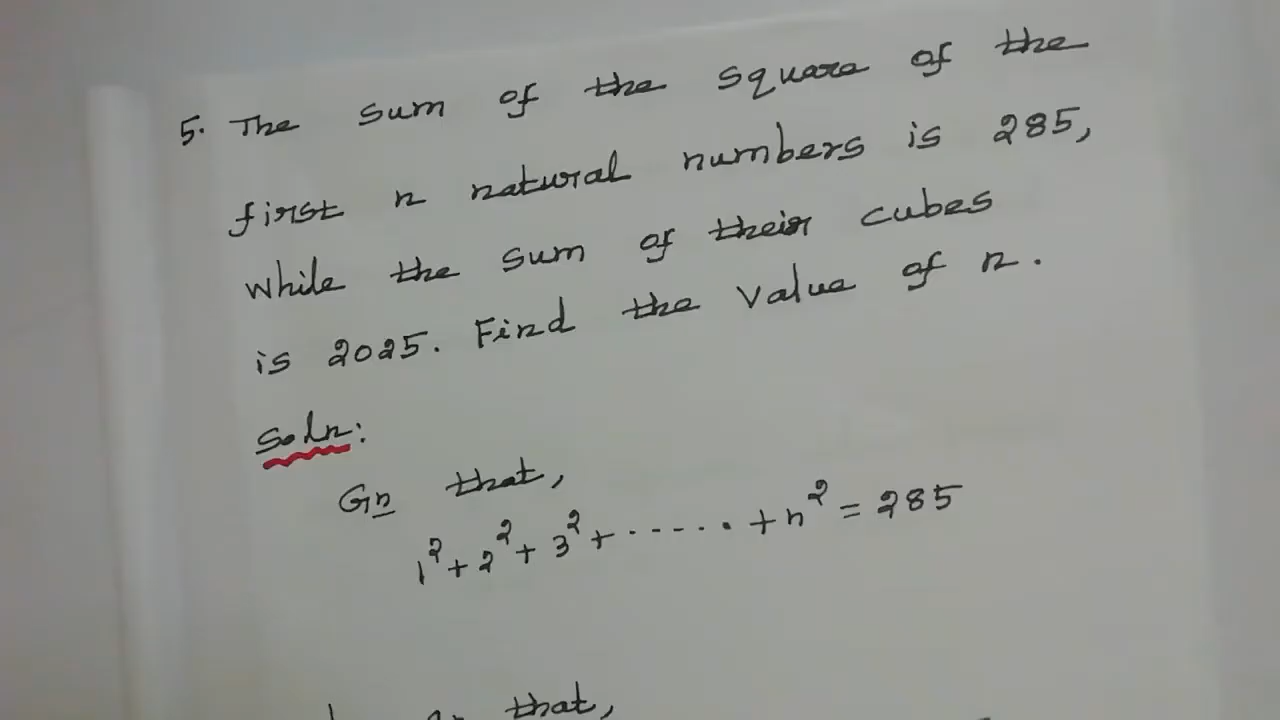 5. The sum of the square of the
first n natural numbers is 285,
while the sum of their cubes
is 2025. Find the value of n.
Soln:
Gn that,
1² + 2² + 3² + ...... + n² = 285
that,